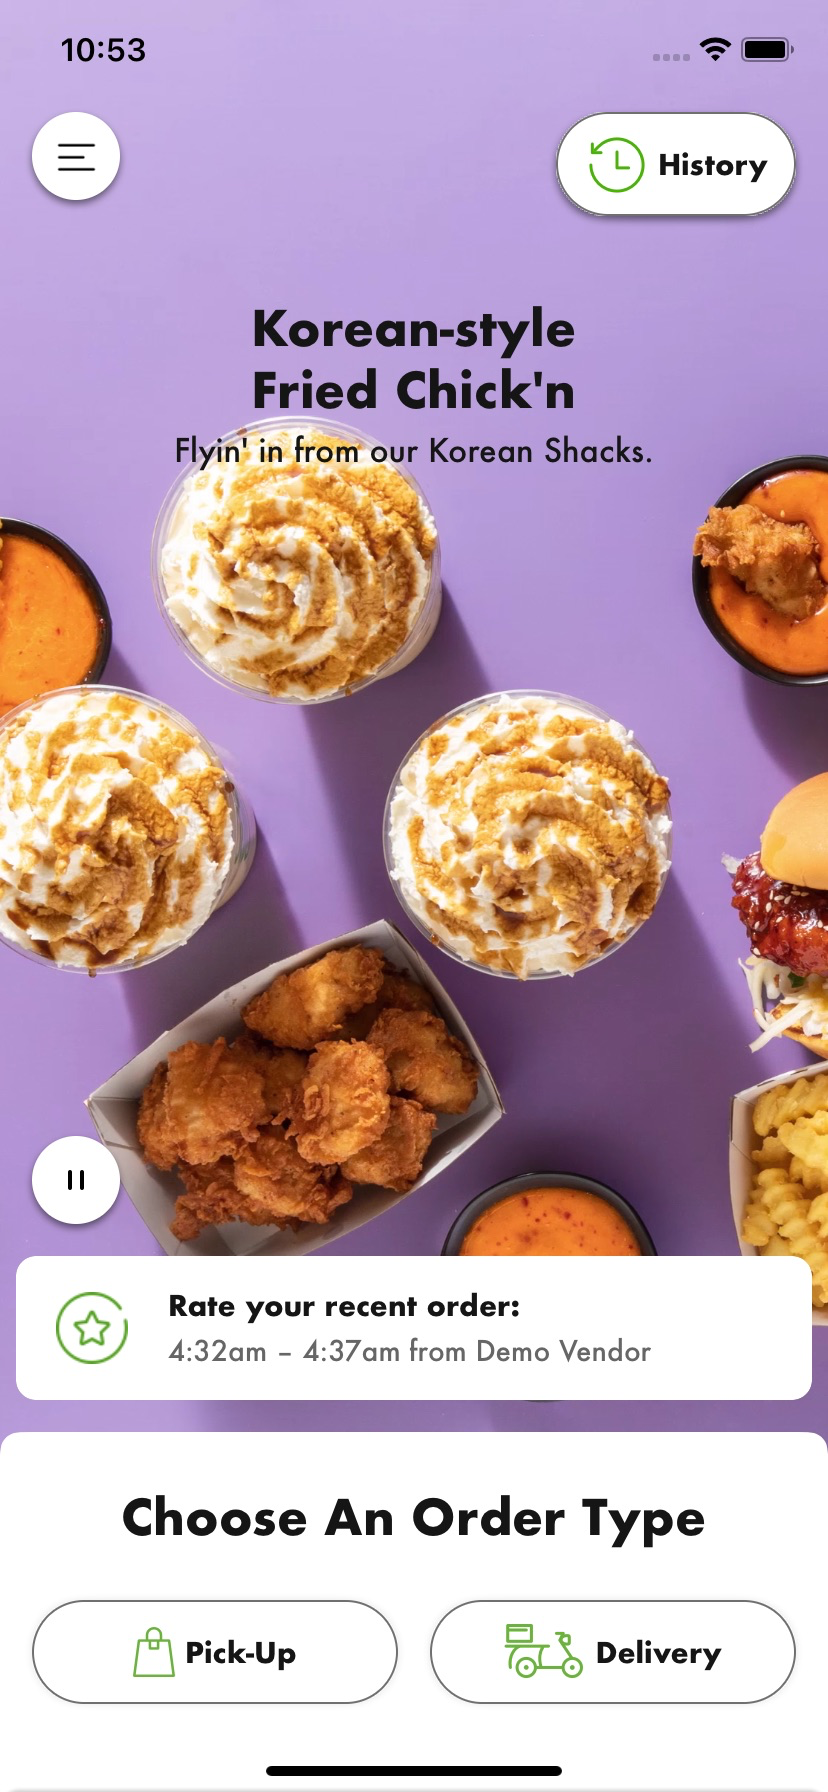 10:53
History
Korean-style
Fried Chick'n
Flyin' in from our Korean Shacks.
Rate your recent order:
4:32am – 4:37am from Demo Vendor
Choose An Order Type
Pick-Up
Delivery